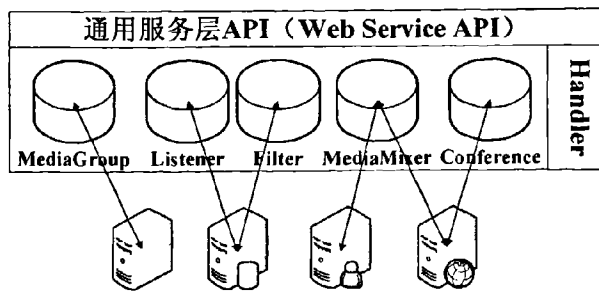 通用服务层API（Web Service API）
MediaGroup Listener Filter MediaMixer Conference
Handler